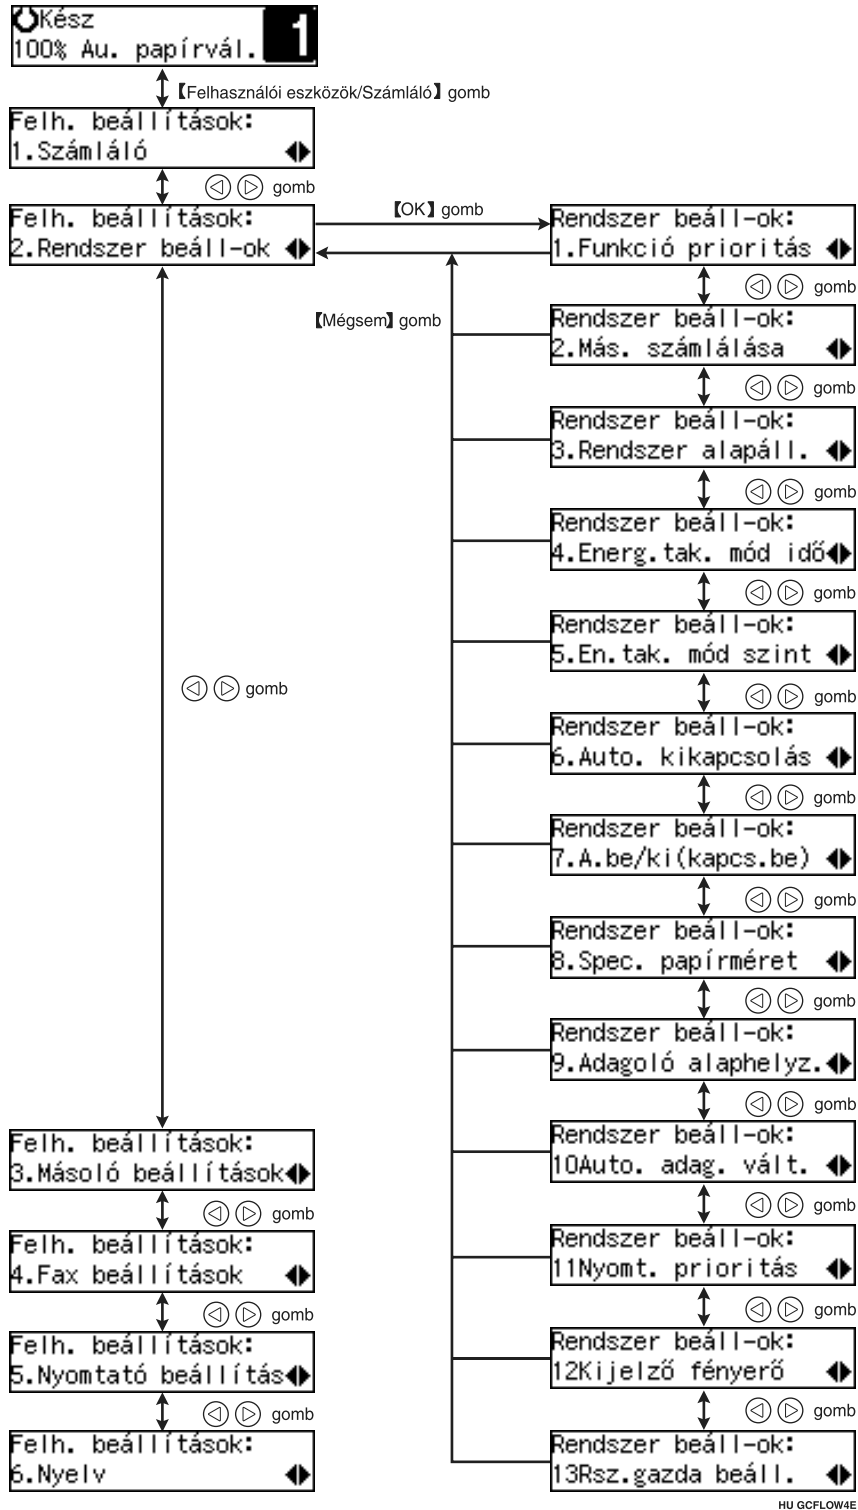 Kész
100% Au. papírvál. 1
【Felhasználói eszközök/Számláló】 gomb
Felh. beállítások:
1.Számláló
gomb
Felh. beállítások:
2.Rendszer beáll-ok
【OK】 gomb
【Mégsem】 gomb
gomb
Felh. beállítások:
3.Másoló beállítások
gomb
Felh. beállítások:
4.Fax beállítások
gomb
Felh. beállítások:
5.Nyomtató beállítás
gomb
Felh. beállítások:
6.Nyelv
Rendszer beáll-ok:
1.Funkció prioritás
gomb
Rendszer beáll-ok:
2.Más. számlálása
gomb
Rendszer beáll-ok:
3.Rendszer alapáll.
gomb
Rendszer beáll-ok:
4.Energ.tak. mód idő
gomb
Rendszer beáll-ok:
5.En.tak. mód szint
gomb
Rendszer beáll-ok:
6.Auto. kikapcsolás
gomb
Rendszer beáll-ok:
7.A.be/ki(kapcs.be)
gomb
Rendszer beáll-ok:
8.Spec. papírméret
gomb
Rendszer beáll-ok:
9.Adagoló alaphelyz.
gomb
Rendszer beáll-ok:
10Auto. adag. vált.
gomb
Rendszer beáll-ok:
11Nyomt. prioritás
gomb
Rendszer beáll-ok:
12Kijelző fényerő
gomb
Rendszer beáll-ok:
13Rsz.gazda beáll.
HU GCFLOW4E